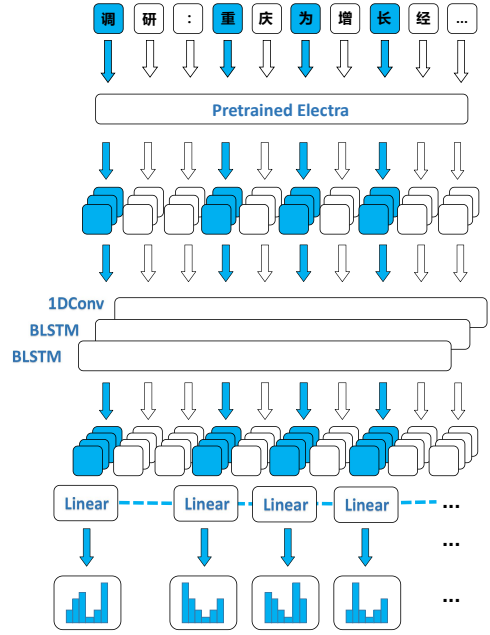 调 研 : 重 庆 为 增 长 经 ...
Pretrained Electra
1DConv
BLSTM
BLSTM
Linear Linear Linear Linear ...
...
...